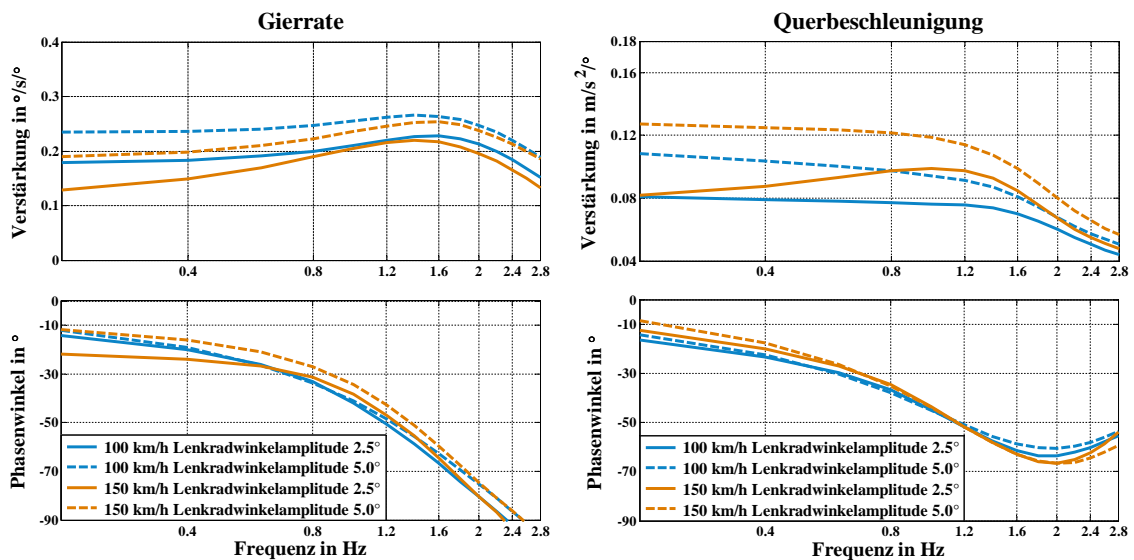 Gierrate
Verstärkung in °/s/°
0.4
0.3
0.2
0.1
0
0.4 0.8 1.2 1.6 2 2.4 2.8
Phasenwinkel in °
0
-10
-30
-50
-70
-90
100 km/h Lenkradwinkelamplitude 2.5°
100 km/h Lenkradwinkelamplitude 5.0°
150 km/h Lenkradwinkelamplitude 2.5°
150 km/h Lenkradwinkelamplitude 5.0°
0.4 0.8 1.2 1.6 2 2.4 2.8
Frequenz in Hz
Querbeschleunigung
Verstärkung in m/s²/°
0.18
0.16
0.12
0.08
0.04
0.4 0.8 1.2 1.6 2 2.4 2.8
Phasenwinkel in °
0
-10
-30
-50
-70
-90
100 km/h Lenkradwinkelamplitude 2.5°
100 km/h Lenkradwinkelamplitude 5.0°
150 km/h Lenkradwinkelamplitude 2.5°
150 km/h Lenkradwinkelamplitude 5.0°
0.4 0.8 1.2 1.6 2 2.4 2.8
Frequenz in Hz